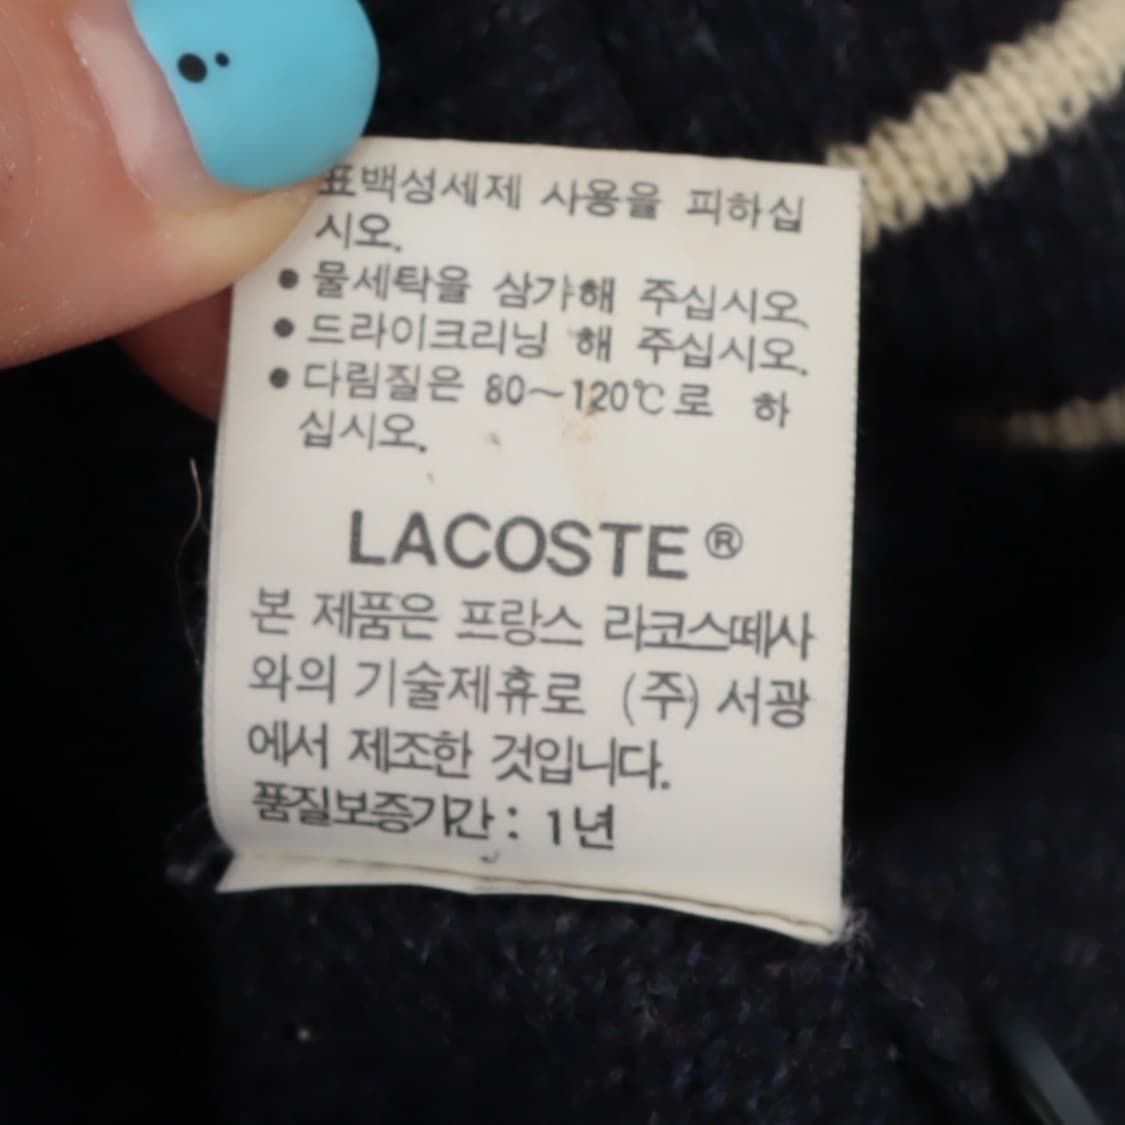 표백성세제 사용을 피하십
시오.
● 물세탁을 삼가해 주십시오.
● 드라이크리닝 해 주십시오.
● 다림질은 80~120℃로 하
십시오.
LACOSTE®
본 제품은 프랑스 라코스떼사
와의 기술제휴로 (주) 서광
에서 제조한 것입니다.
품질보증기간 : 1년